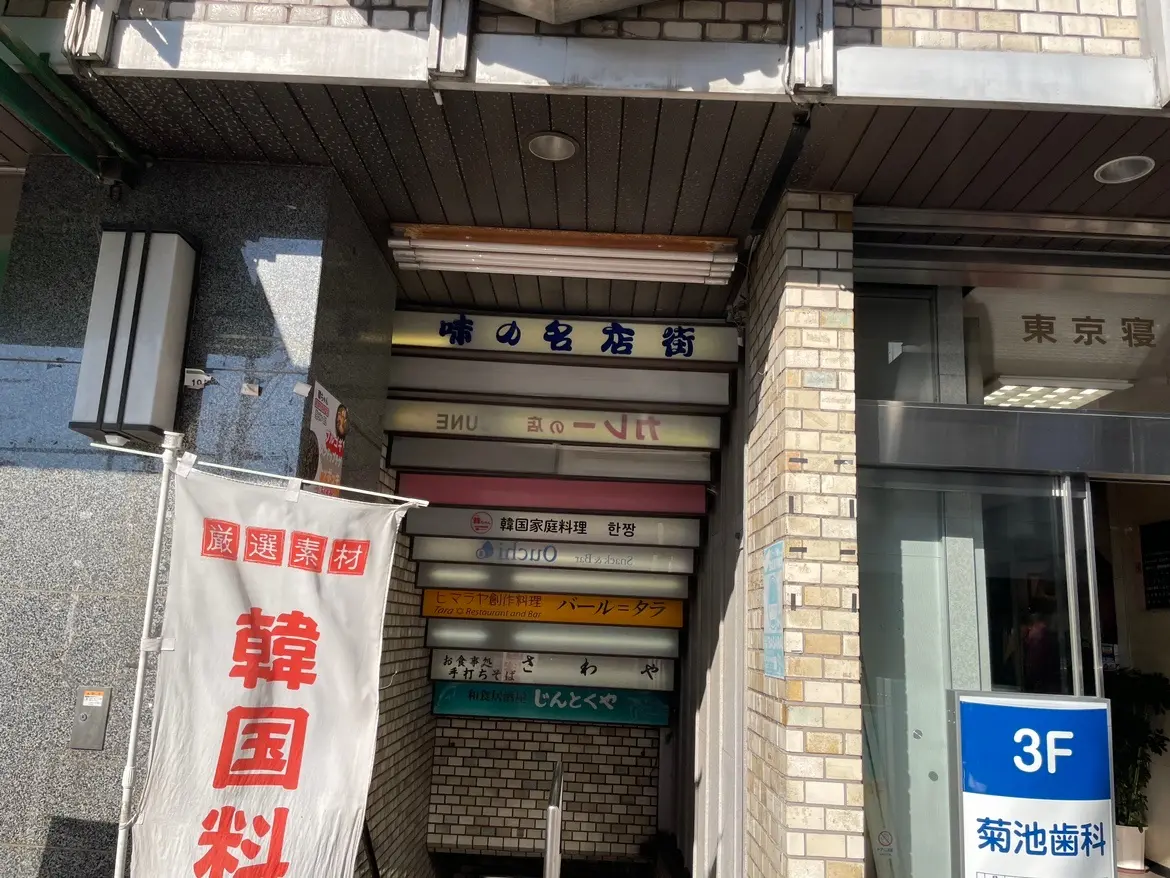 味の名店街
カレーの店 UNE
韓国家庭料理 한짱
Snack & Bar Ouchi
ヒマラヤ創作料理 バール=タラ
Tara Restaurant and Bar
お食事処
手打ちそば
さわや
和食居酒屋 じんとくや
東京寝
厳選素材
韓国料
3F
菊池歯科